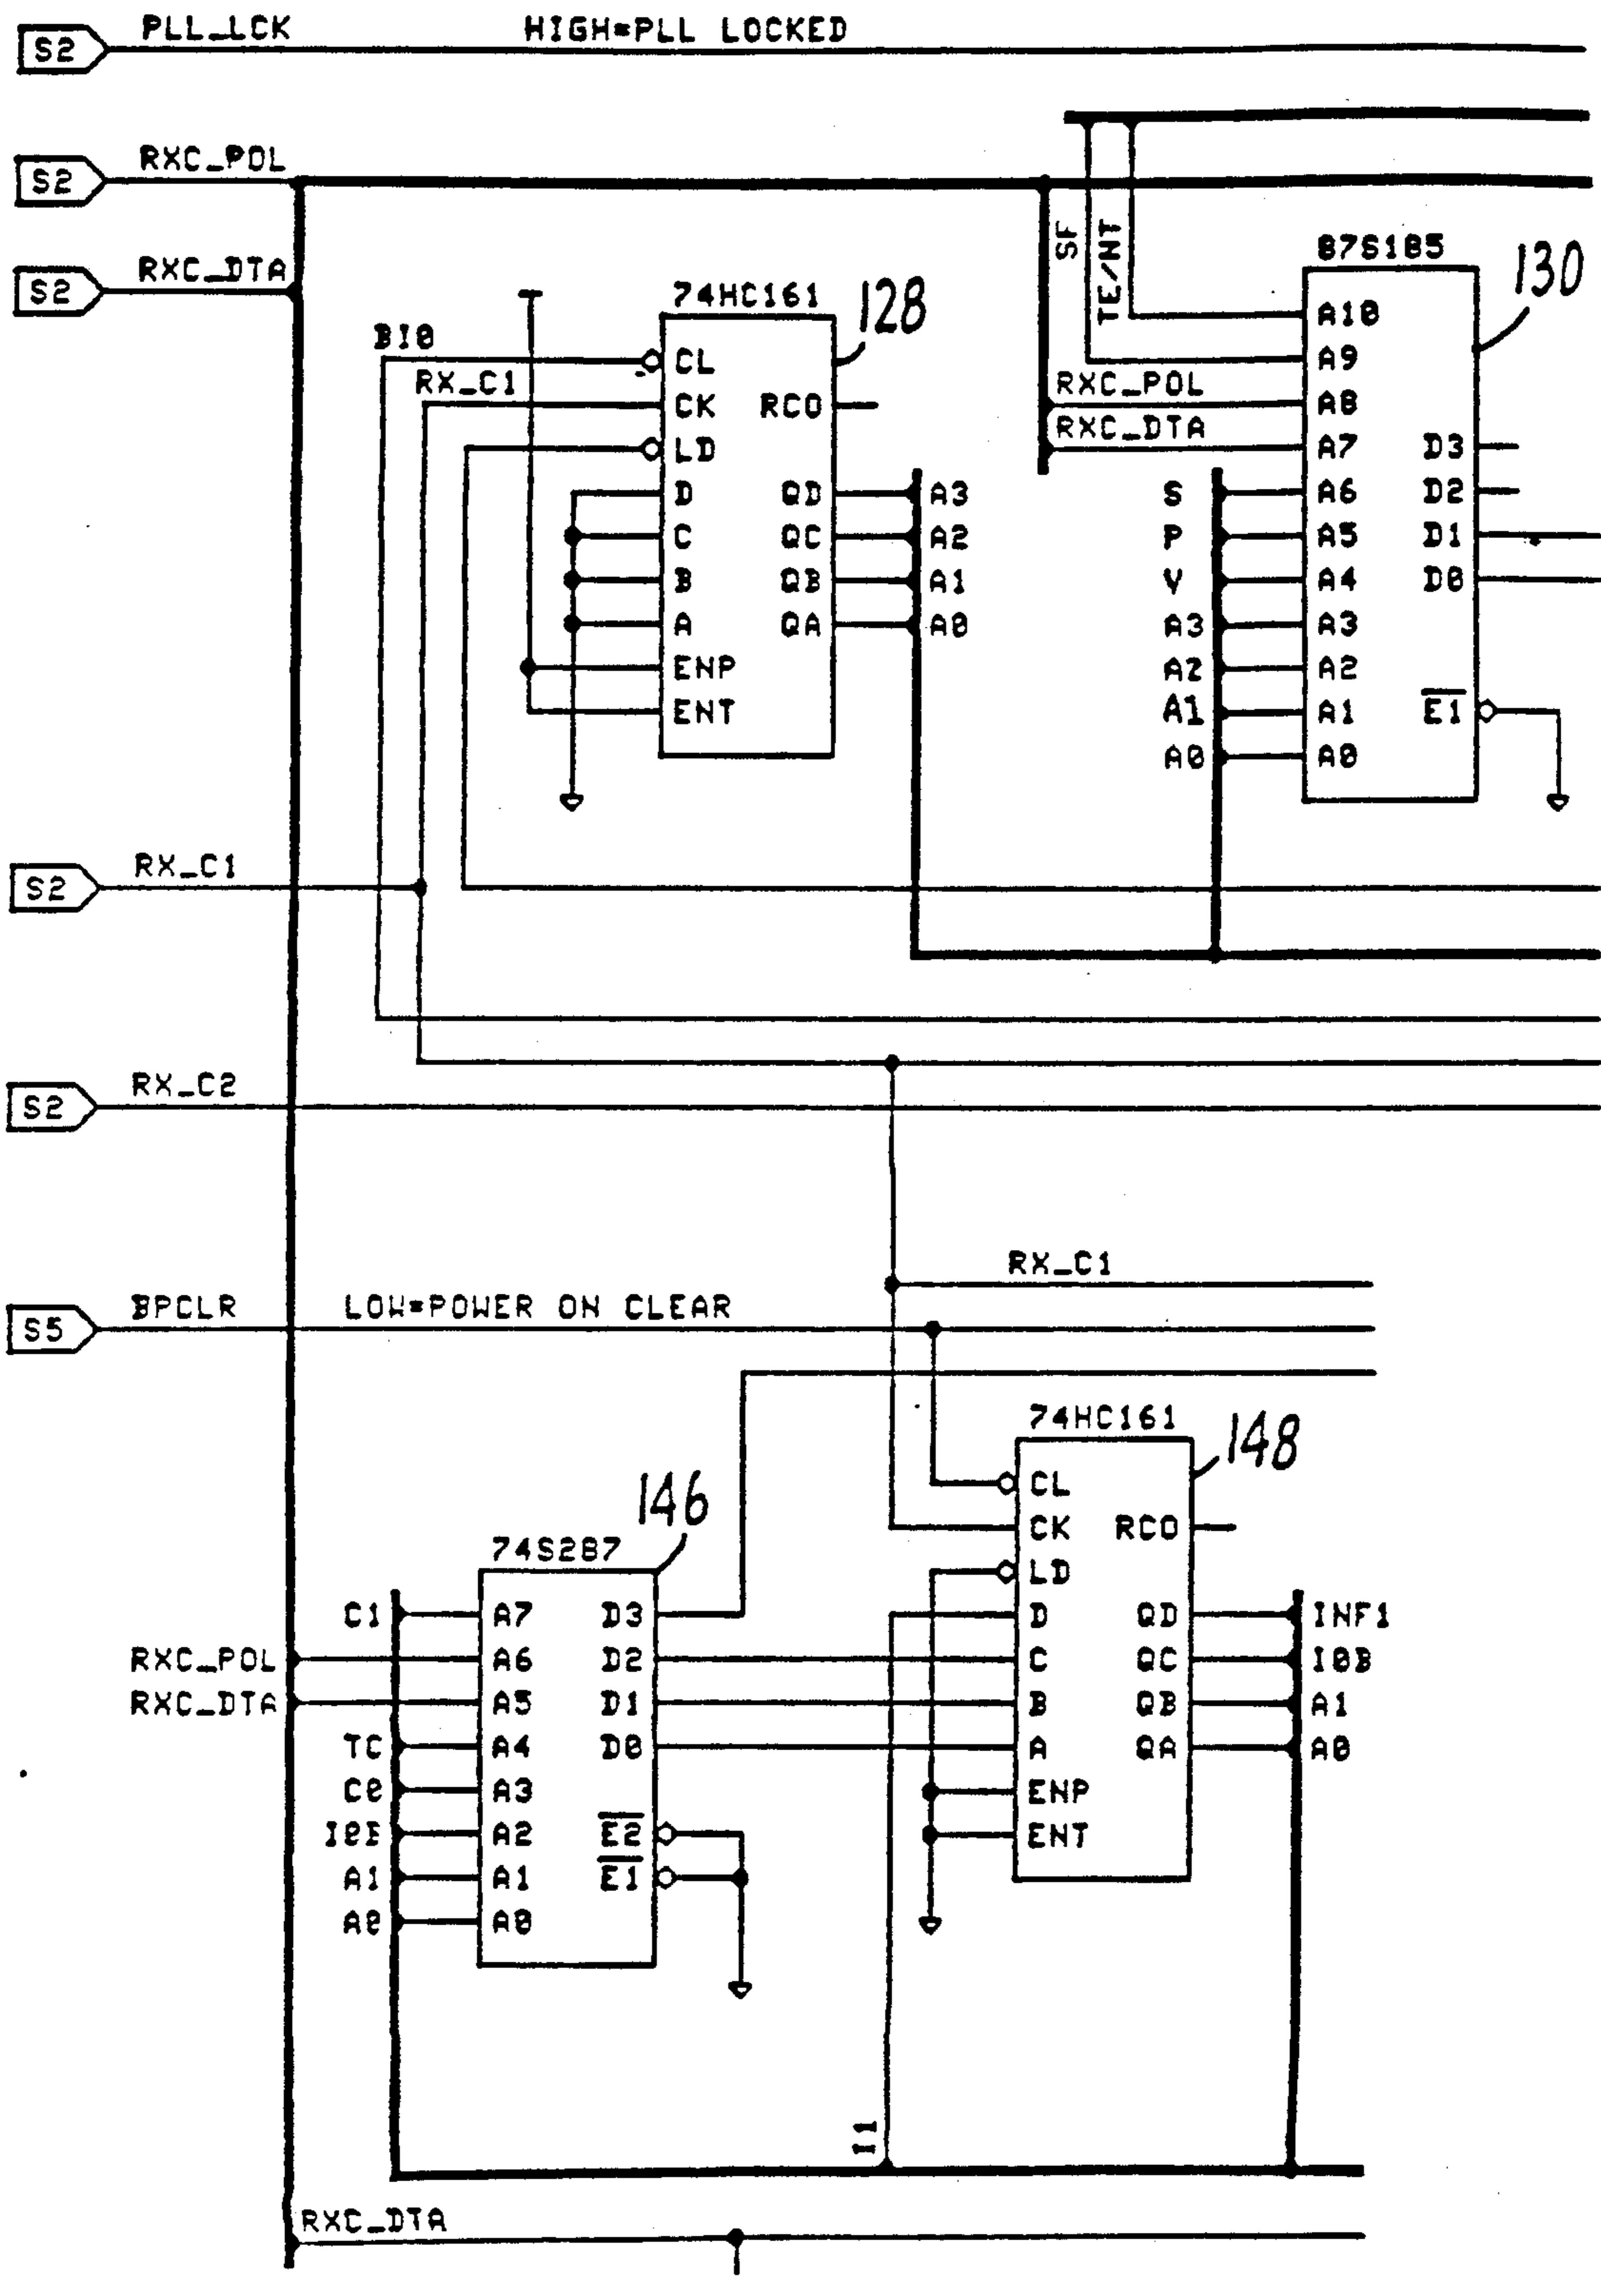 S2 PLL_LCK HIGH=PLL LOCKED
S2 RXC_POL
S2 RXC_DTA
SF
TE/NT
87S185
130
74HC161
128
BI0
RX_C1
CL
CK RCO
LD
D QD A3
C QC A2
B QB A1
A QA A0
ENP
ENT
A10
A9
RXC_POL A8
RXC_DTA A7 D3
S A6 D2
P A5 D1
V A4 D0
A3 A3
A2 A2
A1 A1 E1
A0 A0
S2 RX_C1
S2 RX_C2
RX_C1
S5 BPCLR LOW=POWER ON CLEAR
74HC161
148
CL
CK RCO
LD
D QD INF1
C QC I0B
B QB A1
A QA A0
ENP
ENT
146
74S287
C1 A7 D3
RXC_POL A6 D2
RXC_DTA A5 D1
TC A4 D0
C0 A3
A2 E2
A1 A1 E1
A0 A0
I1
RXC_DTA